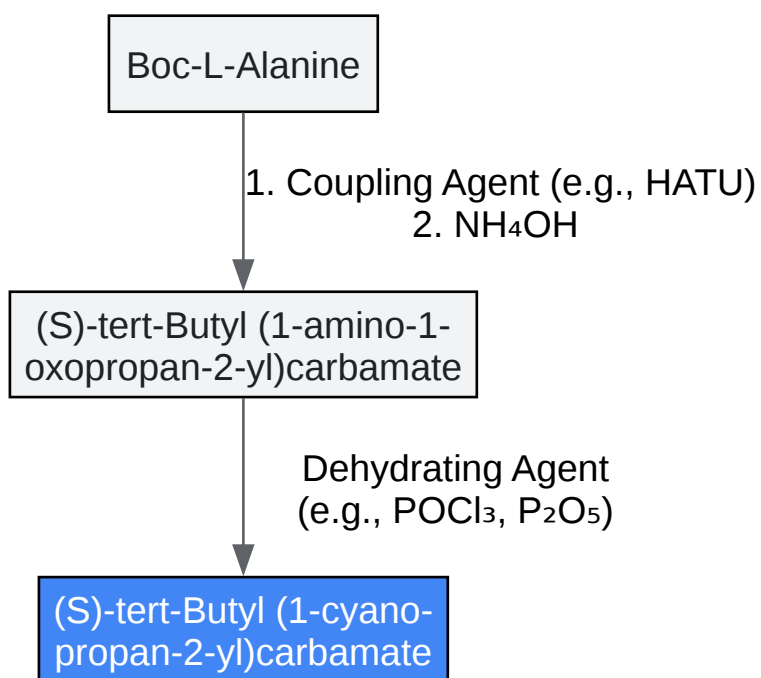 Boc-L-Alanine
1. Coupling Agent (e.g., HATU)
2. NH₄OH
(S)-tert-Butyl (1-amino-1-
oxopropan-2-yl)carbamate
Dehydrating Agent
(e.g., POCl₃, P₂O₅)
(S)-tert-Butyl (1-cyano-
propan-2-yl)carbamate